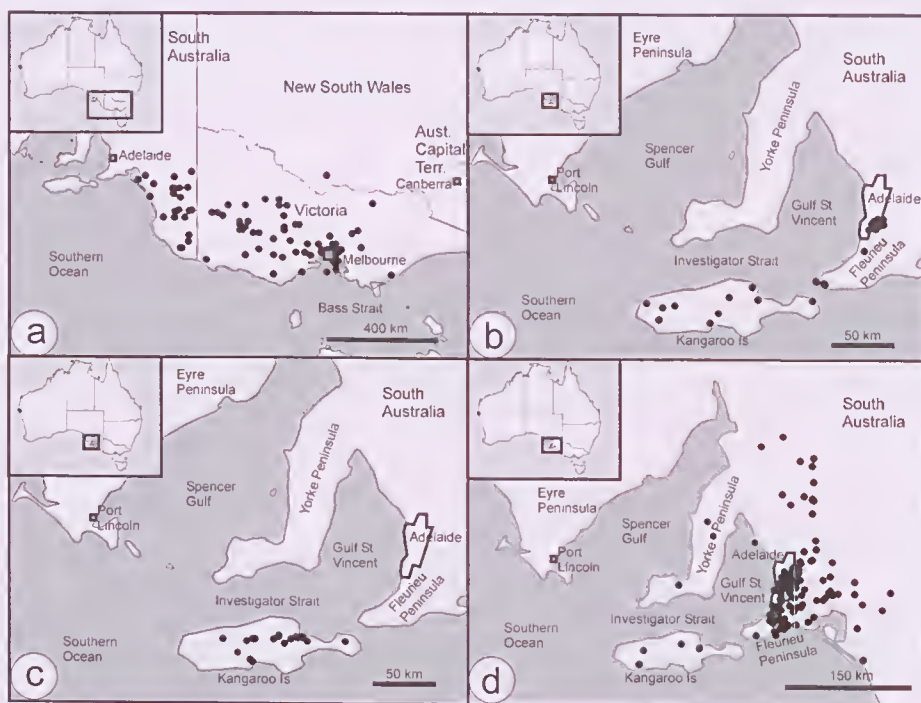 South
Australia
New South Wales
Adelaide
Aust.
Capital
Terr.
Canberra
Victoria
Melbourne
Southern
Ocean
Bass Strait
400 km
a
Eyre
Peninsula
South
Australia
Yorke Peninsula
Spencer
Gulf
Port
Lincoln
Adelaide
Gulf St
Vincent
Investigator Strait
Fleurieu
Peninsula
Southern
Ocean
Kangaroo Is
50 km
b
Eyre
Peninsula
South
Australia
Yorke Peninsula
Spencer
Gulf
Port
Lincoln
Adelaide
Gulf St
Vincent
Fleurieu
Peninsula
Investigator Strait
Southern
Ocean
Kangaroo Is
50 km
c
South
Australia
Eyre
Peninsula
Spencer
Gulf
Yorke Peninsula
Port
Lincoln
Adelaide
Gulf St
Vincent
Investigator Strait
Southern
Ocean
Fleurieu
Peninsula
Kangaroo Is
150 km
d